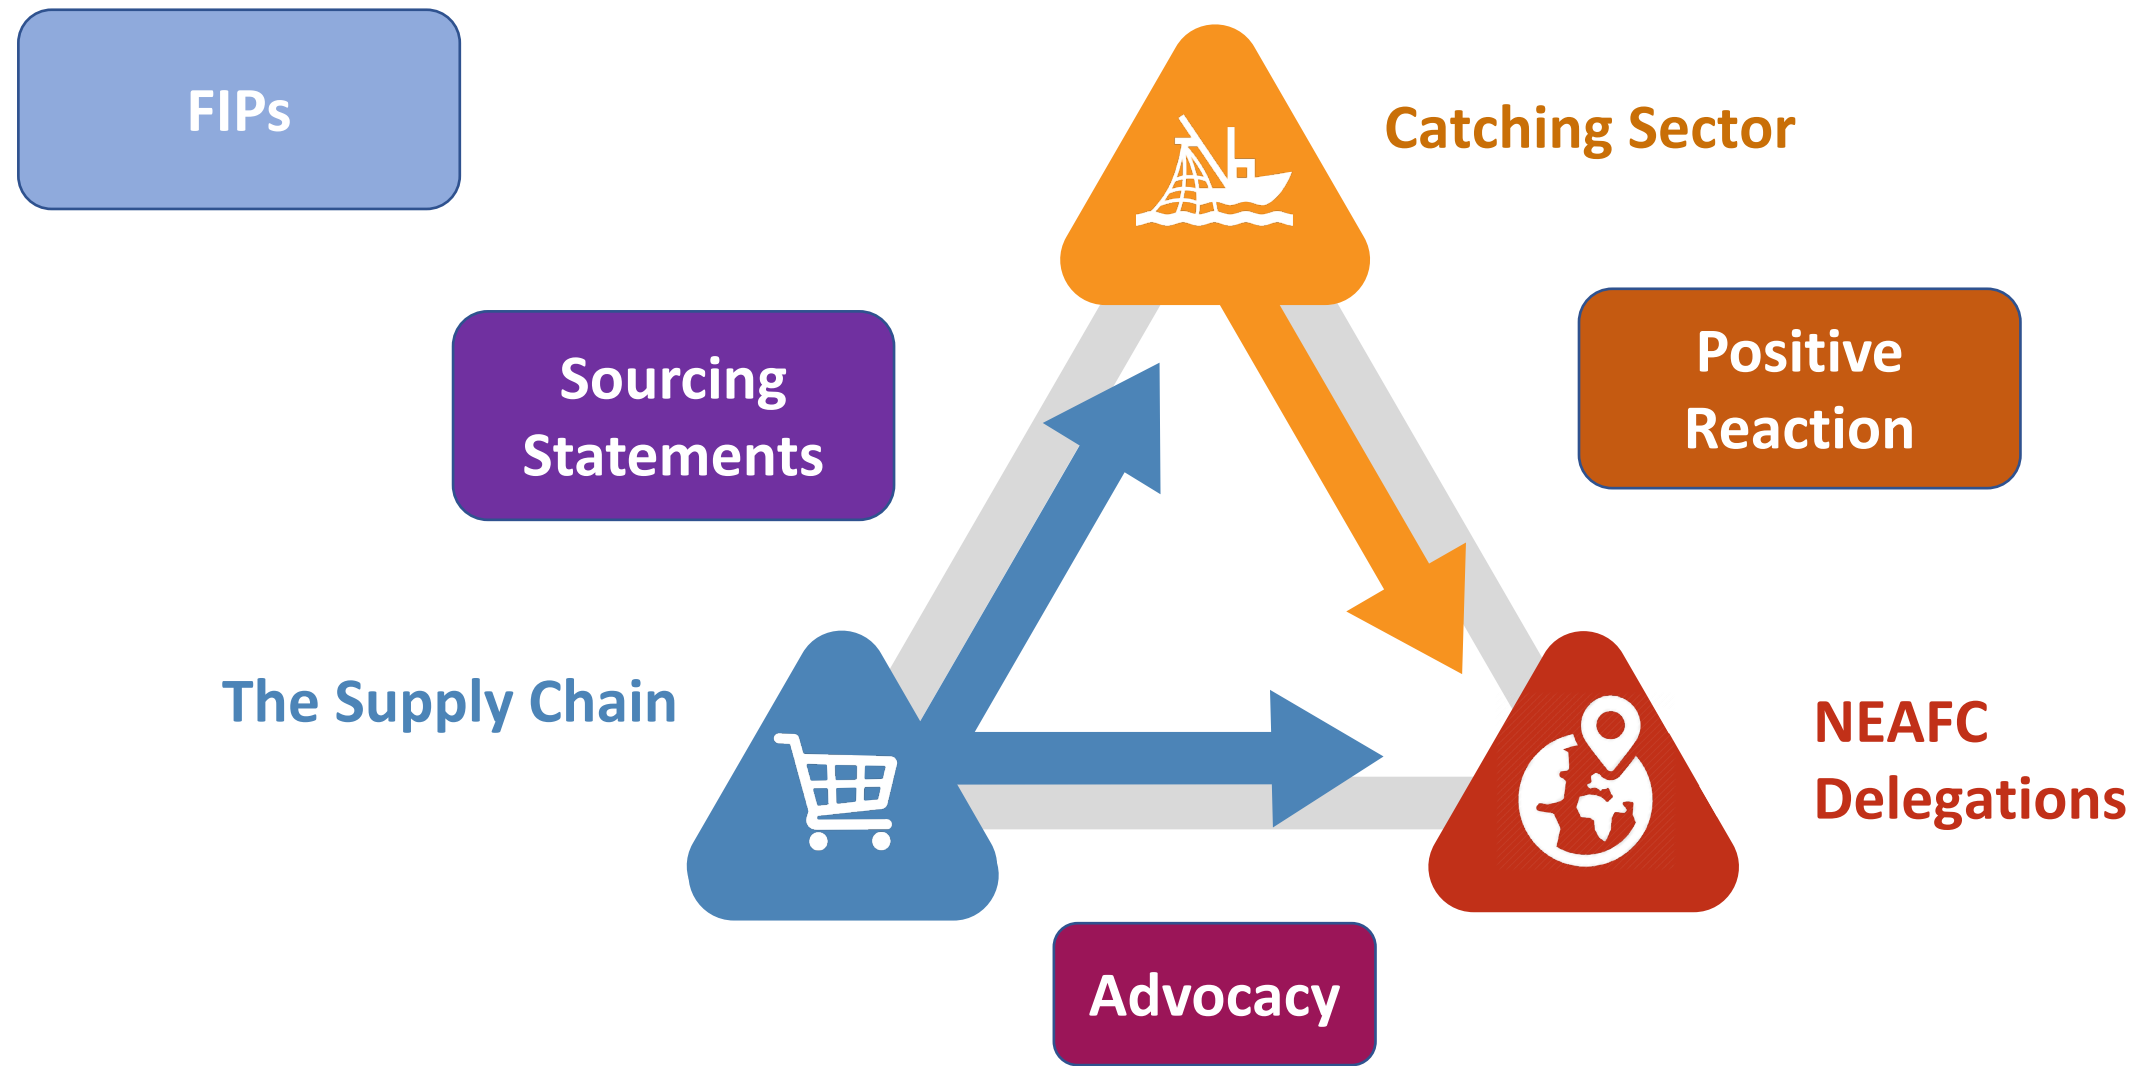 FIPs
Catching Sector
Sourcing
Statements
Positive
Reaction
The Supply Chain
NEAFC
Delegations
Advocacy